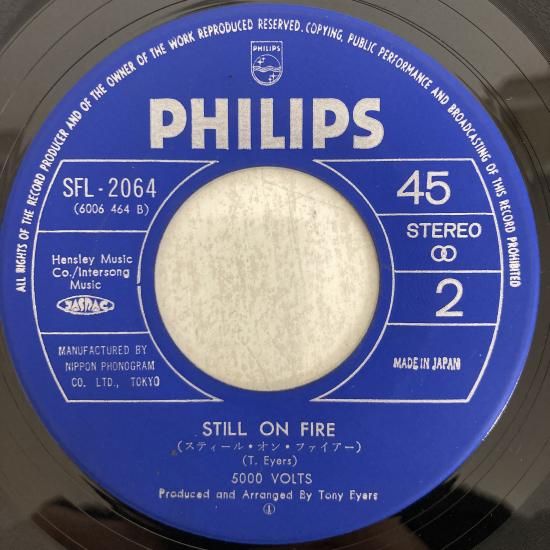 ALL RIGHTS OF THE RECORD PRODUCER AND OF THE OWNER OF THE WORK REPRODUCED RESERVED. COPYING, PUBLIC PERFORMANCE AND BROADCASTING OF THIS RECORD PROHIBITED
PHILIPS
PHILIPS
SFL-2064
(6006 464 B)
45
STEREO
Hensley Music
Co./Intersong
Music
JASRAC
2
MANUFACTURED BY
NIPPON PHONOGRAM
CO. LTD., TOKYO
MADE IN JAPAN
STILL ON FIRE
(スティール・オン・ファイアー)
(T. Eyers)
5000 VOLTS
Produced and Arranged By Tony Eyers